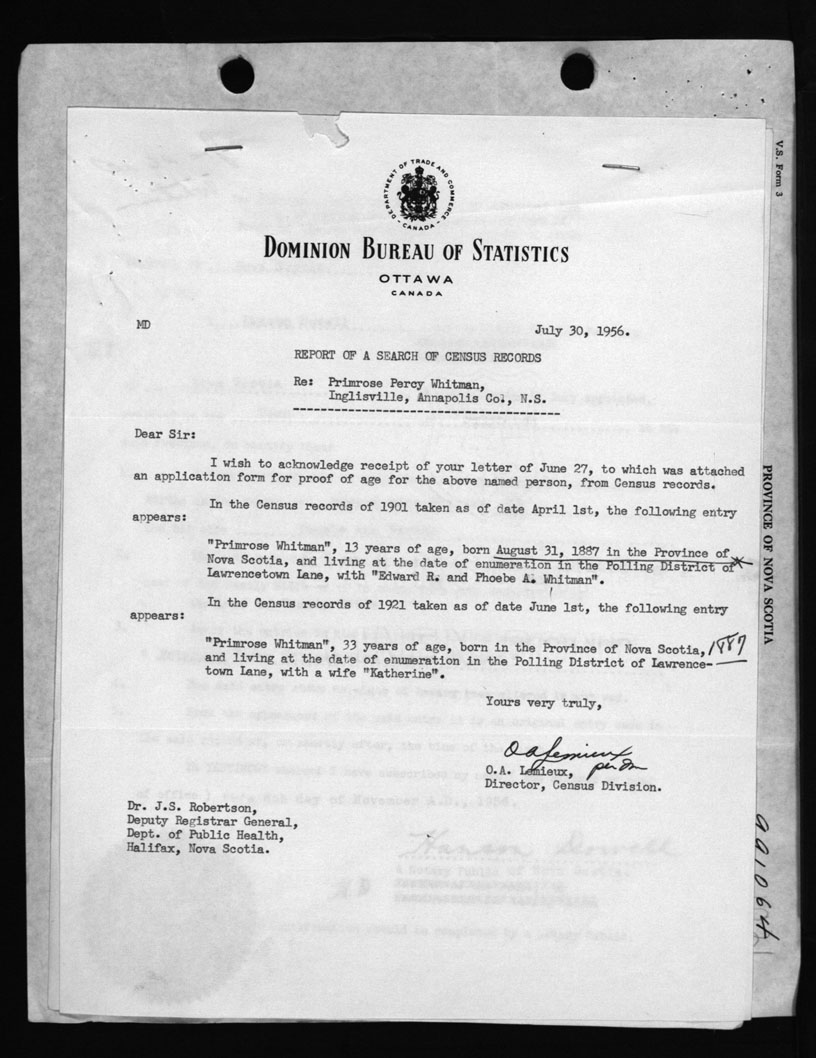 DEPARTMENT OF TRADE AND COMMERCE
- CANADA -
DOMINION BUREAU OF STATISTICS
OTTAWA
CANADA
MD
July 30, 1956.
REPORT OF A SEARCH OF CENSUS RECORDS
Re: Primrose Percy Whitman,
Inglisville, Annapolis Co., N.S.
Dear Sir:
I wish to acknowledge receipt of your letter of June 27, to which was attached
an application form for proof of age for the above named person, from Census records.
In the Census records of 1901 taken as of date April 1st, the following entry
appears:
"Primrose Whitman", 13 years of age, born August 31, 1887 in the Province of
Nova Scotia, and living at the date of enumeration in the Polling District of
Lawrencetown Lane, with "Edward R. and Phoebe A. Whitman".
In the Census records of 1921 taken as of date June 1st, the following entry
appears:
"Primrose Whitman", 33 years of age, born in the Province of Nova Scotia, 1887
and living at the date of enumeration in the Polling District of Lawrence-
town Lane, with a wife "Katherine".
Yours very truly,
O A Lemieux
O.A. Lemieux,
Director, Census Division.
Dr. J.S. Robertson,
Deputy Registrar General,
Dept. of Public Health,
Halifax, Nova Scotia.
V.S. Form 3
PROVINCE OF NOVA SCOTIA